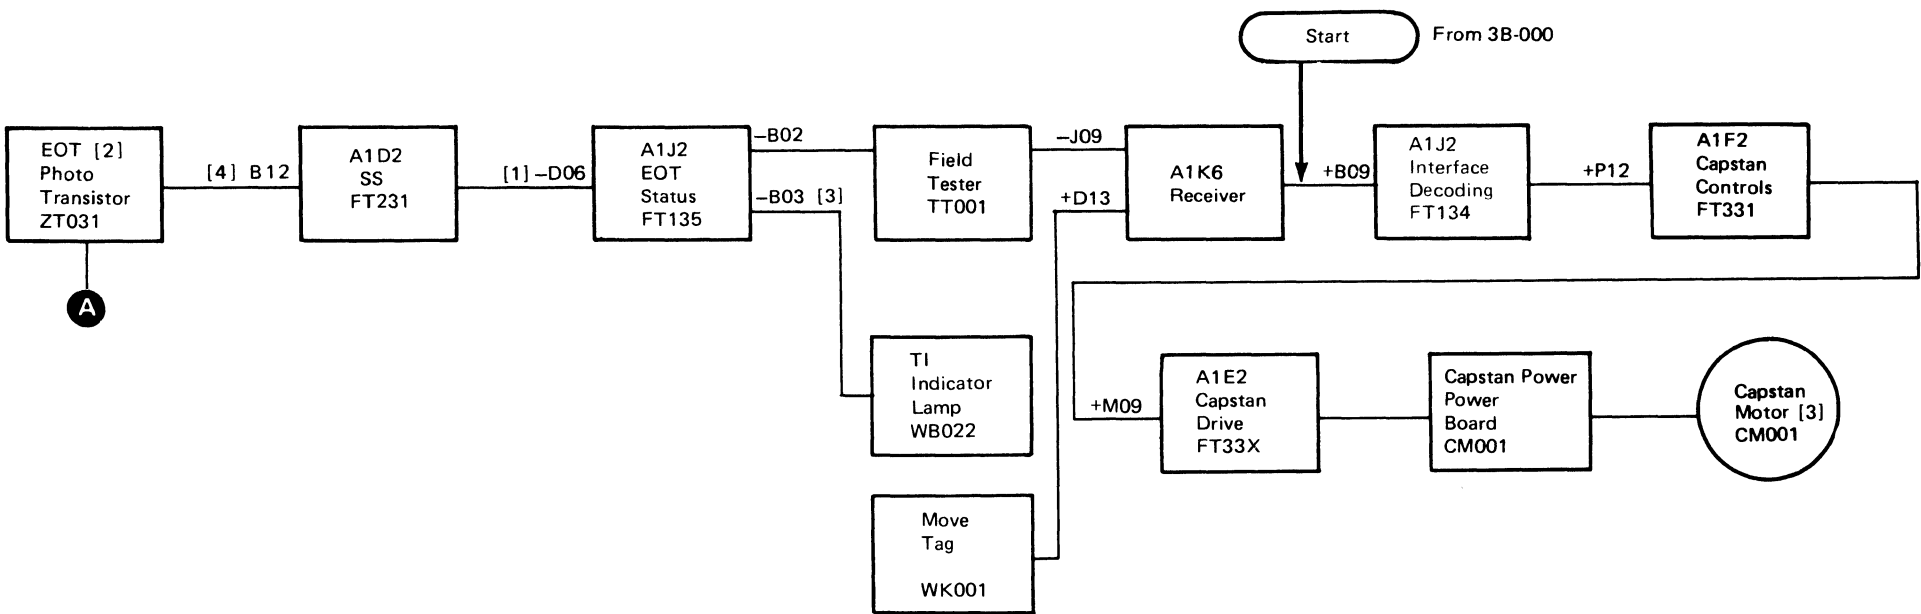 Start
From 3B-000
EOT [2]
Photo
Transistor
ZT031
[4] B12
A1D2
SS
FT231
[1] –D06
A1J2
EOT
Status
FT135
–B02
–B03 [3]
Field
Tester
TT001
–J09
+D13
A1K6
Receiver
+B09
A1J2
Interface
Decoding
FT134
+P12
A1F2
Capstan
Controls
FT331
A
TI
Indicator
Lamp
WB022
Move
Tag
WK001
+M09
A1E2
Capstan
Drive
FT33X
Capstan Power
Power
Board
CM001
Capstan
Motor [3]
CM001